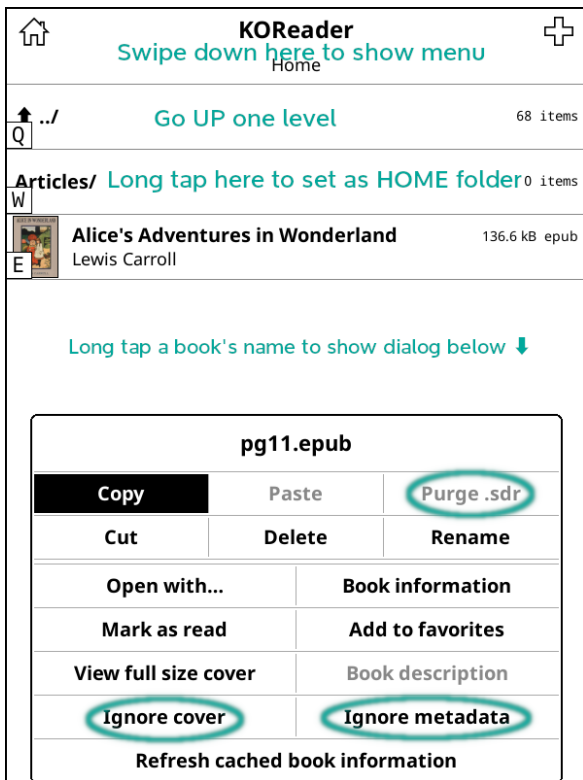 KOReader
Swipe down here to show menu
Home
../ Go UP one level 68 items
Q
Articles/ Long tap here to set as HOME folder 0 items
W
Alice's Adventures in Wonderland 136.6 kB epub
Lewis Carroll
E
Long tap a book's name to show dialog below
pg11.epub
Copy Paste Purge .sdr
Cut Delete Rename
Open with... Book information
Mark as read Add to favorites
View full size cover Book description
Ignore cover Ignore metadata
Refresh cached book information